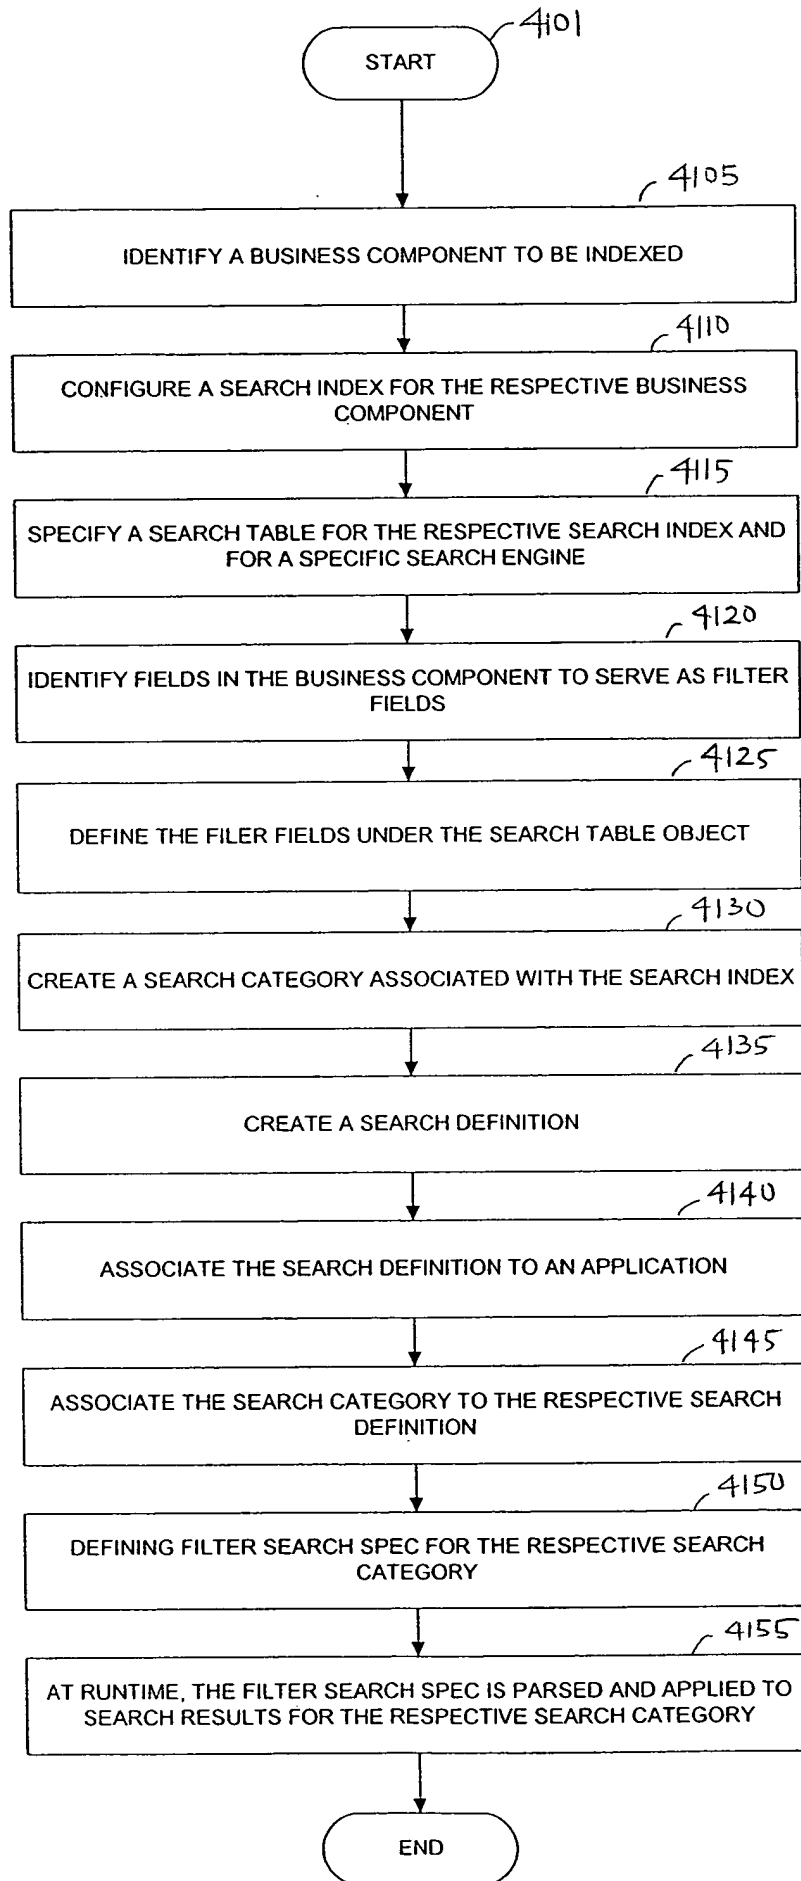 4101
START
4105
IDENTIFY A BUSINESS COMPONENT TO BE INDEXED
4110
CONFIGURE A SEARCH INDEX FOR THE RESPECTIVE BUSINESS
COMPONENT
4115
SPECIFY A SEARCH TABLE FOR THE RESPECTIVE SEARCH INDEX AND
FOR A SPECIFIC SEARCH ENGINE
4120
IDENTIFY FIELDS IN THE BUSINESS COMPONENT TO SERVE AS FILTER
FIELDS
4125
DEFINE THE FILER FIELDS UNDER THE SEARCH TABLE OBJECT
4130
CREATE A SEARCH CATEGORY ASSOCIATED WITH THE SEARCH INDEX
4135
CREATE A SEARCH DEFINITION
4140
ASSOCIATE THE SEARCH DEFINITION TO AN APPLICATION
4145
ASSOCIATE THE SEARCH CATEGORY TO THE RESPECTIVE SEARCH
DEFINITION
4150
DEFINING FILTER SEARCH SPEC FOR THE RESPECTIVE SEARCH
CATEGORY
4155
AT RUNTIME, THE FILTER SEARCH SPEC IS PARSED AND APPLIED TO
SEARCH RESULTS FOR THE RESPECTIVE SEARCH CATEGORY
END